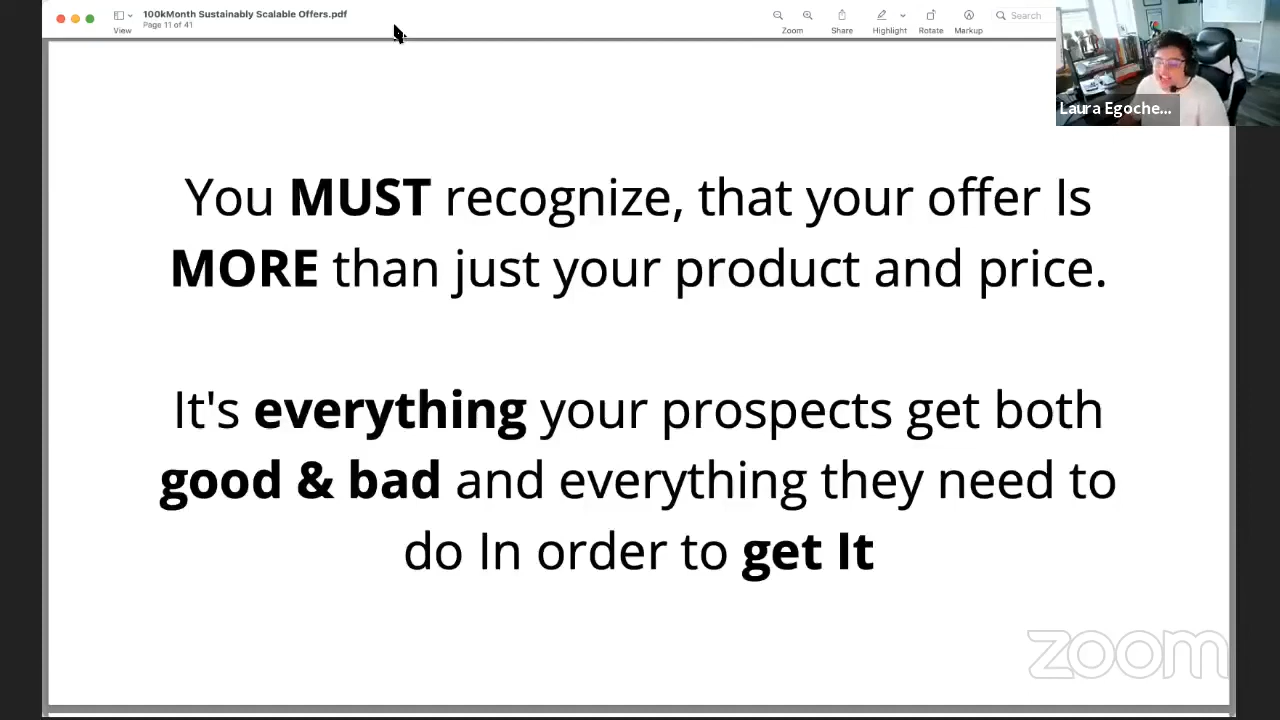 100kMonth Sustainably Scalable Offers.pdf
Page 11 of 41
View
Zoom
Share
Highlight
Rotate
Markup
Search
Laura Egoche...
You MUST recognize, that your offer Is
MORE than just your product and price.
It's everything your prospects get both
good & bad and everything they need to
do In order to get It
zoom